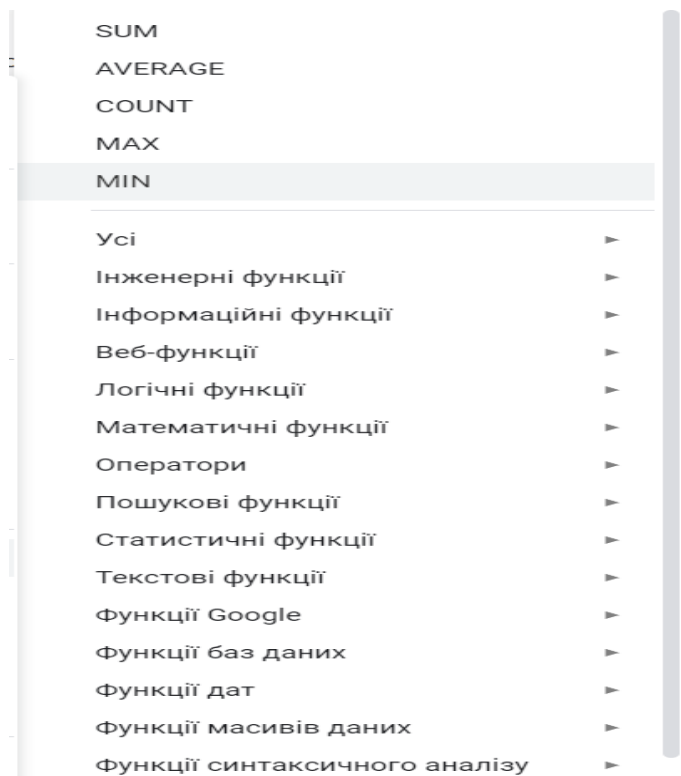 SUM
AVERAGE
COUNT
MAX
MIN
Усі
Інженерні функції
Інформаційні функції
Веб-функції
Логічні функції
Математичні функції
Оператори
Пошукові функції
Статистичні функції
Текстові функції
Функції Google
Функції баз даних
Функції дат
Функції масивів даних
Функції синтаксичного аналізу